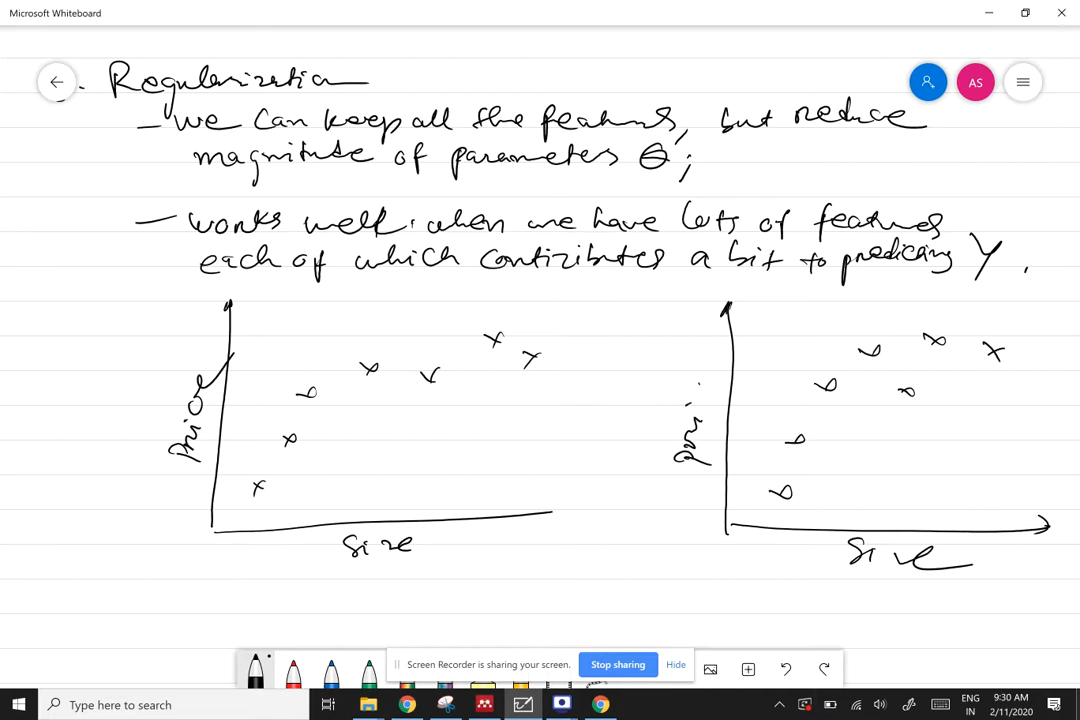 Microsoft Whiteboard
Regularization
AS
- we can keep all the features, but reduce
magnitude of parameters θ;
- works well. when we have lots of features
each of which contributes a bit to predicing Y.
Price
Size
Size
Screen Recorder is sharing your screen.
Stop sharing
Hide
Type here to search
ENG
IN
9:30 AM
2/11/2020